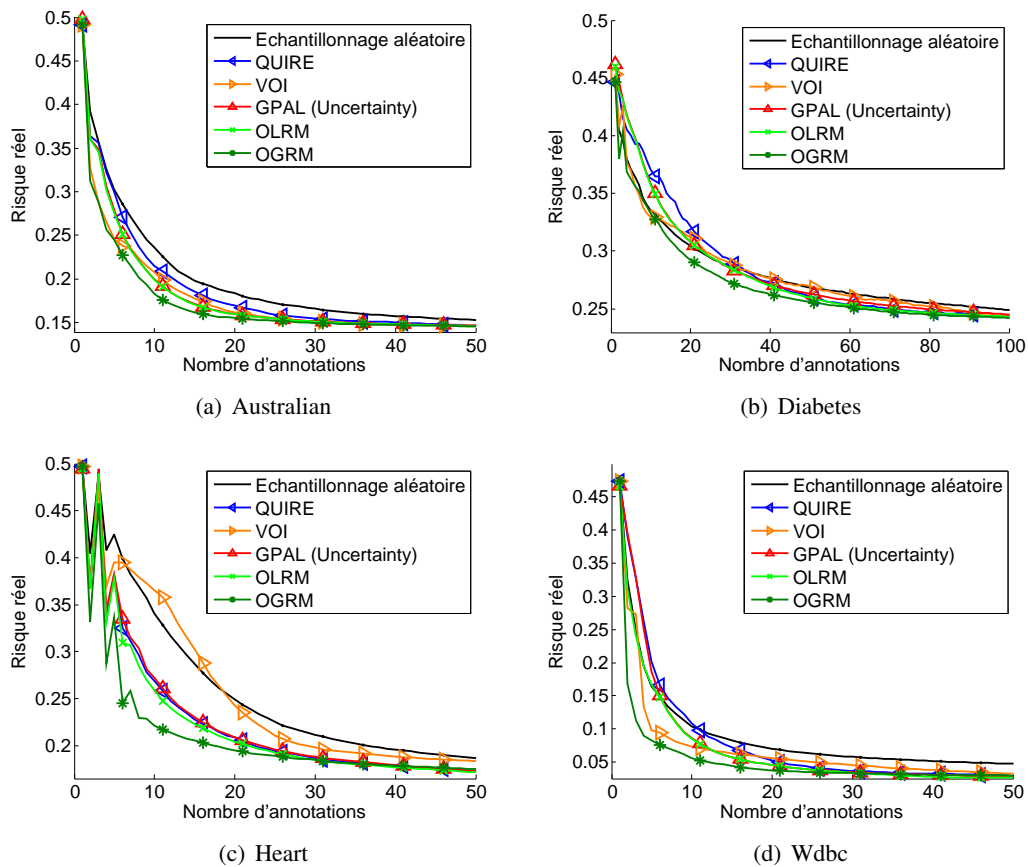 0.5
0.45
0.4
0.35
0.3
0.25
0.2
0.15
0
10
20
30
40
50
Risque réel
Nombre d'annotations
Echantillonnage aléatoire
QUIRE
VOI
GPAL (Uncertainty)
OLRM
OGRM
(a) Australian
0.5
0.45
0.4
0.35
0.3
0.25
0
20
40
60
80
100
Risque réel
Nombre d'annotations
Echantillonnage aléatoire
QUIRE
VOI
GPAL (Uncertainty)
OLRM
OGRM
(b) Diabetes
0.5
0.45
0.4
0.35
0.3
0.25
0.2
0
10
20
30
40
50
Risque réel
Nombre d'annotations
Echantillonnage aléatoire
QUIRE
VOI
GPAL (Uncertainty)
OLRM
OGRM
(c) Heart
0.45
0.4
0.35
0.3
0.25
0.2
0.15
0.1
0.05
0
10
20
30
40
50
Risque réel
Nombre d'annotations
Echantillonnage aléatoire
QUIRE
VOI
GPAL (Uncertainty)
OLRM
OGRM
(d) Wdbc